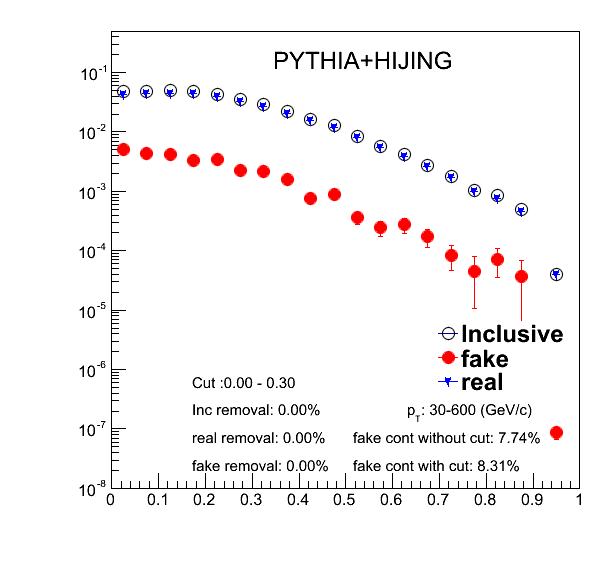 PYTHIA+HIJING
10-1
10-2
10-3
10-4
10-5
10-6
10-7
10-8
Inclusive
fake
real
Cut :0.00 - 0.30
Inc removal: 0.00% pT: 30-600 (GeV/c)
real removal: 0.00% fake cont without cut: 7.74%
fake removal: 0.00% fake cont with cut: 8.31%
0 0.1 0.2 0.3 0.4 0.5 0.6 0.7 0.8 0.9 1